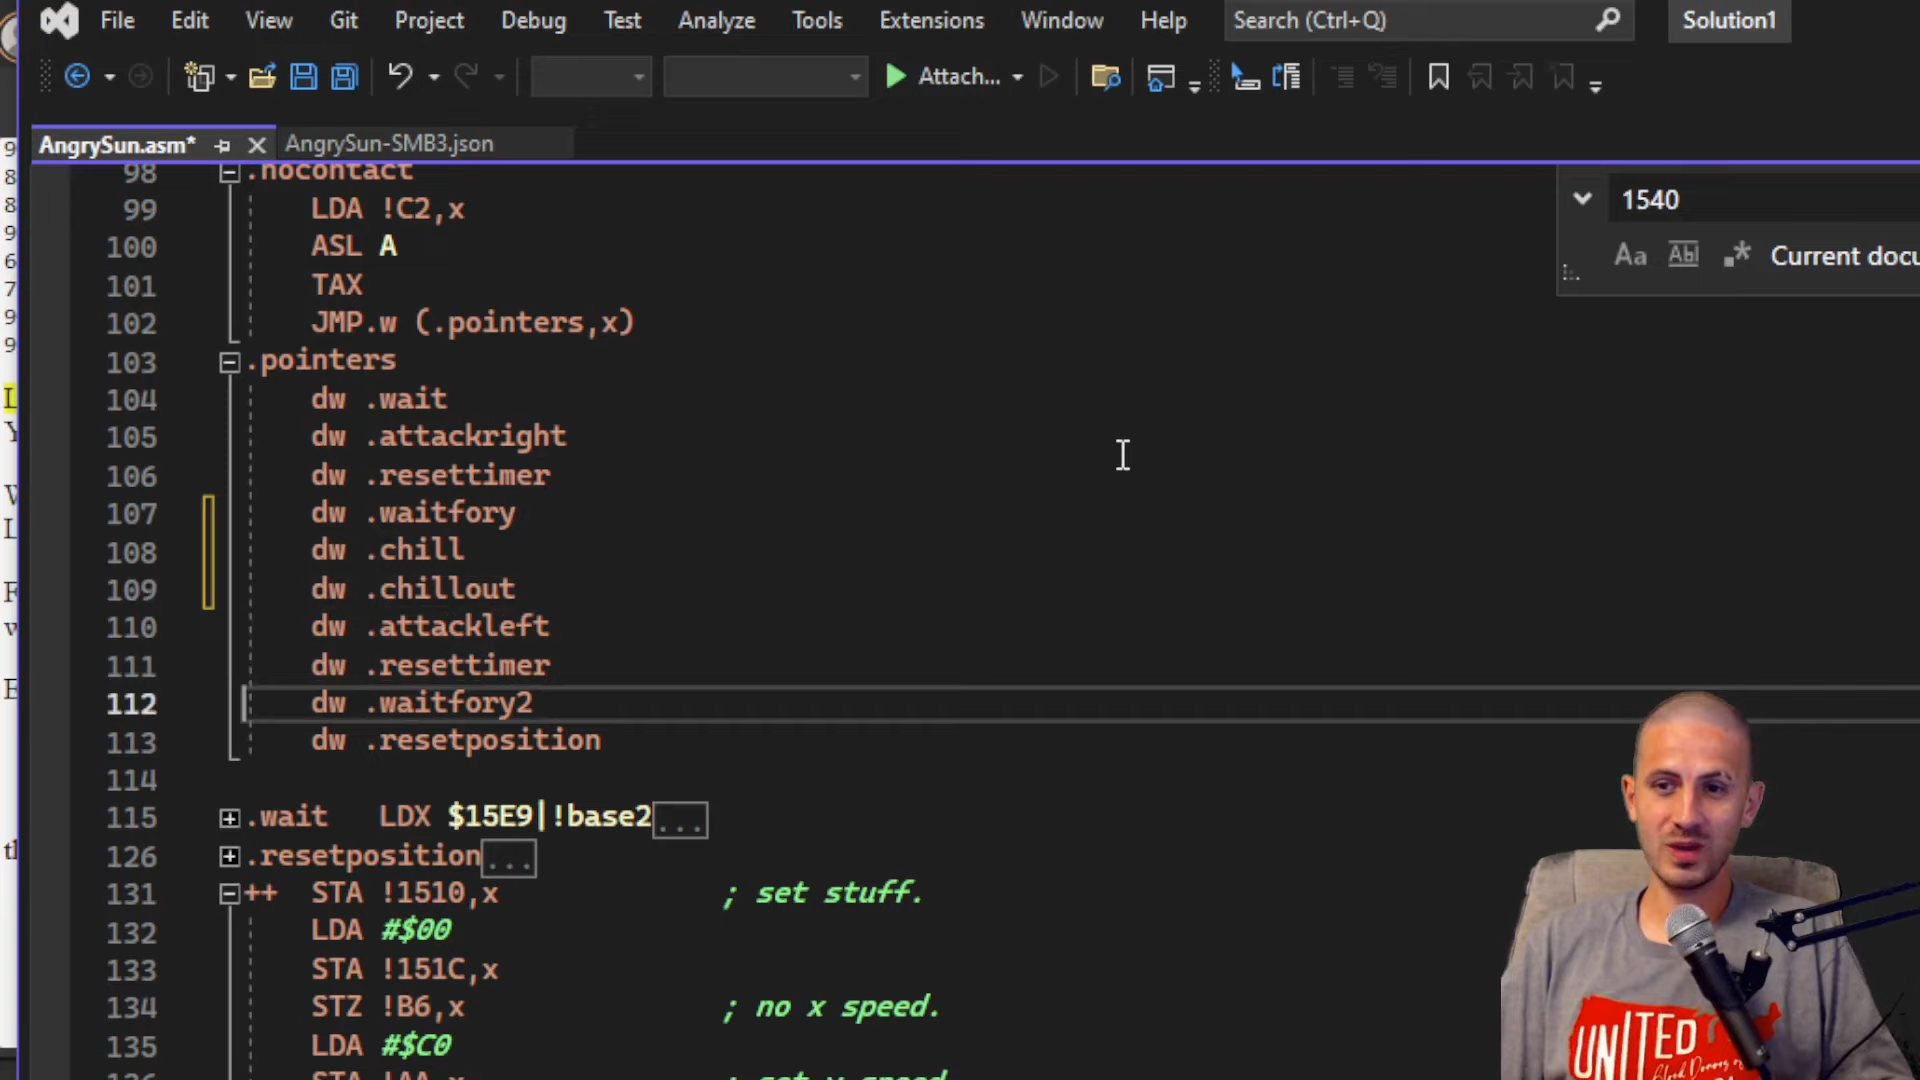 File Edit View Git Project Debug Test Analyze Tools Extensions Window Help Search (Ctrl+Q) Solution1
Attach...
AngrySun.asm* AngrySun-SMB3.json
98 .nocontact
99 LDA !C2,x
100 ASL A
101 TAX
102 JMP.w (.pointers,x)
103 .pointers
104 dw .wait
105 dw .attackright
106 dw .resettimer
107 dw .waitfory
108 dw .chill
109 dw .chillout
110 dw .attackleft
111 dw .resettimer
112 dw .waitfory2
113 dw .resetposition
114
115 .wait LDX $15E9|!base2...
126 .resetposition...
131 ++ STA !1510,x ; set stuff.
132 LDA #$00
133 STA !151C,x
134 STZ !B6,x ; no x speed.
135 LDA #$C0
1540
Aa Abl .* Current docu
UNITED